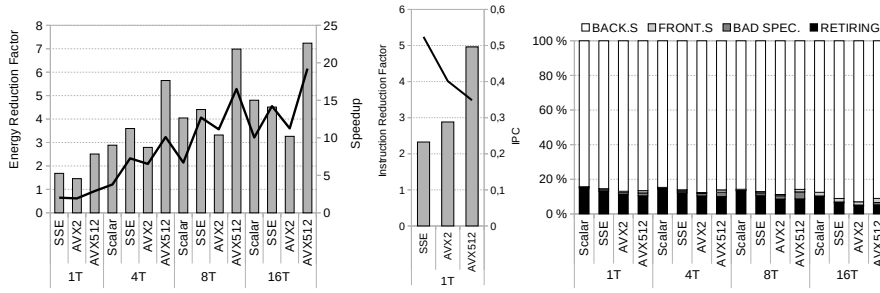 Energy Reduction Factor
8
7
6
5
4
3
2
1
0
25
20
15
10
5
0
Speedup
SSE
AVX2
AVX512
Scalar
SSE
AVX2
AVX512
Scalar
SSE
AVX2
AVX512
Scalar
SSE
AVX2
AVX512
1T
4T
8T
16T
Instruction Reduction Factor
6
5
4
3
2
1
0
0,6
0,5
0,4
0,3
0,2
0,1
0
IPC
SSE
AVX2
AVX512
1T
BACK.S FRONT.S BAD SPEC. RETIRING
100 %
80 %
60 %
40 %
20 %
0 %
Scalar
SSE
AVX2
AVX512
Scalar
SSE
AVX2
AVX512
Scalar
SSE
AVX2
AVX512
Scalar
SSE
AVX2
AVX512
1T
4T
8T
16T